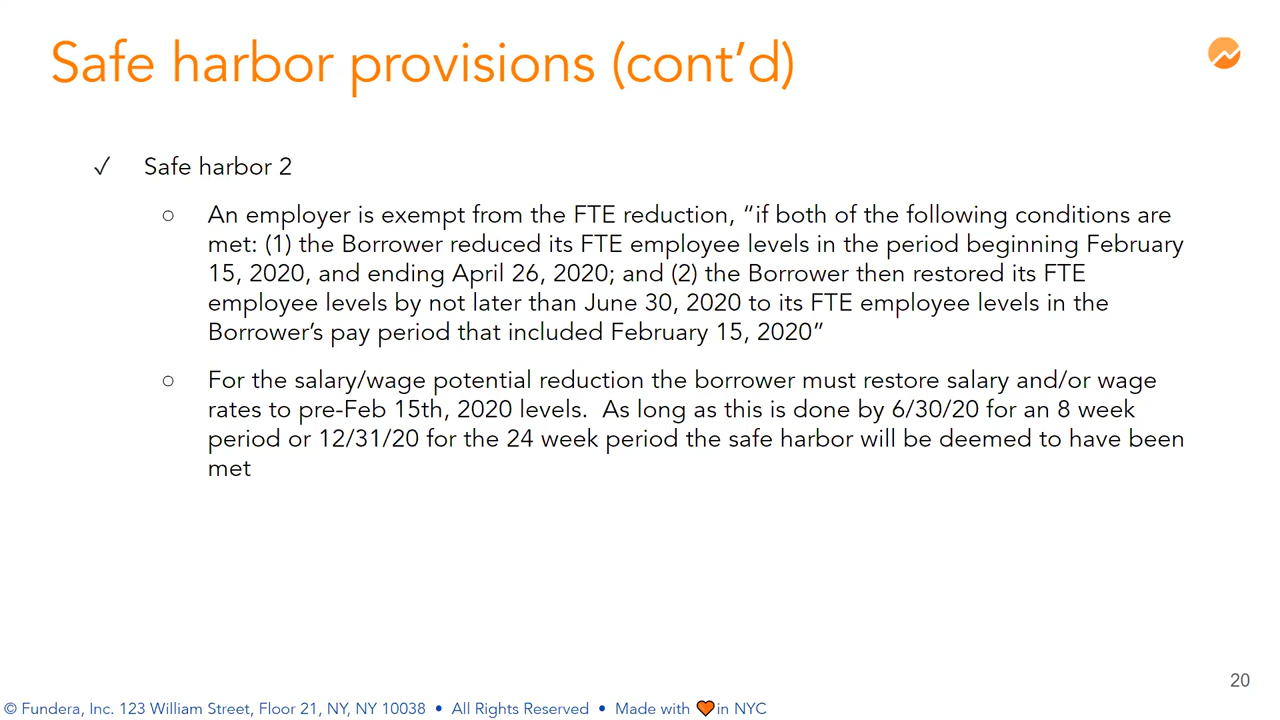 Safe harbor provisions (cont’d)
✓ Safe harbor 2
○ An employer is exempt from the FTE reduction, “if both of the following conditions are
met: (1) the Borrower reduced its FTE employee levels in the period beginning February
15, 2020, and ending April 26, 2020; and (2) the Borrower then restored its FTE
employee levels by not later than June 30, 2020 to its FTE employee levels in the
Borrower’s pay period that included February 15, 2020”
○ For the salary/wage potential reduction the borrower must restore salary and/or wage
rates to pre-Feb 15th, 2020 levels.  As long as this is done by 6/30/20 for an 8 week
period or 12/31/20 for the 24 week period the safe harbor will be deemed to have been
met
20
© Fundera, Inc. 123 William Street, Floor 21, NY, NY 10038 • All Rights Reserved • Made with 🧡 in NYC